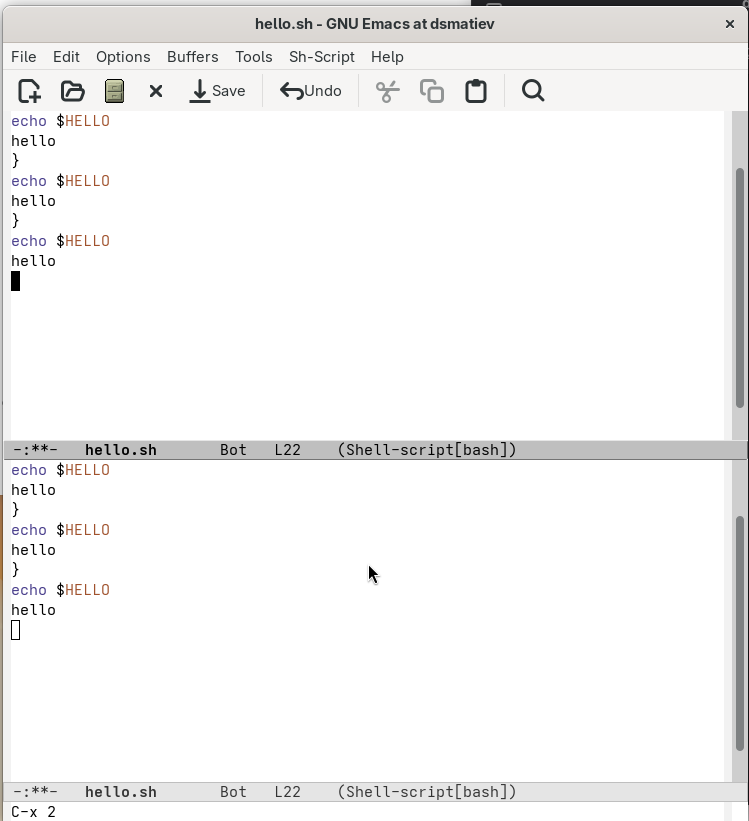 hello.sh - GNU Emacs at dsmatiev
File Edit Options Buffers Tools Sh-Script Help
Save Undo
echo $HELLO
hello
}
echo $HELLO
hello
}
echo $HELLO
hello
-:**-   hello.sh       Bot   L22    (Shell-script[bash])
echo $HELLO
hello
}
echo $HELLO
hello
}
echo $HELLO
hello
-:**-   hello.sh       Bot   L22    (Shell-script[bash])
C-x 2